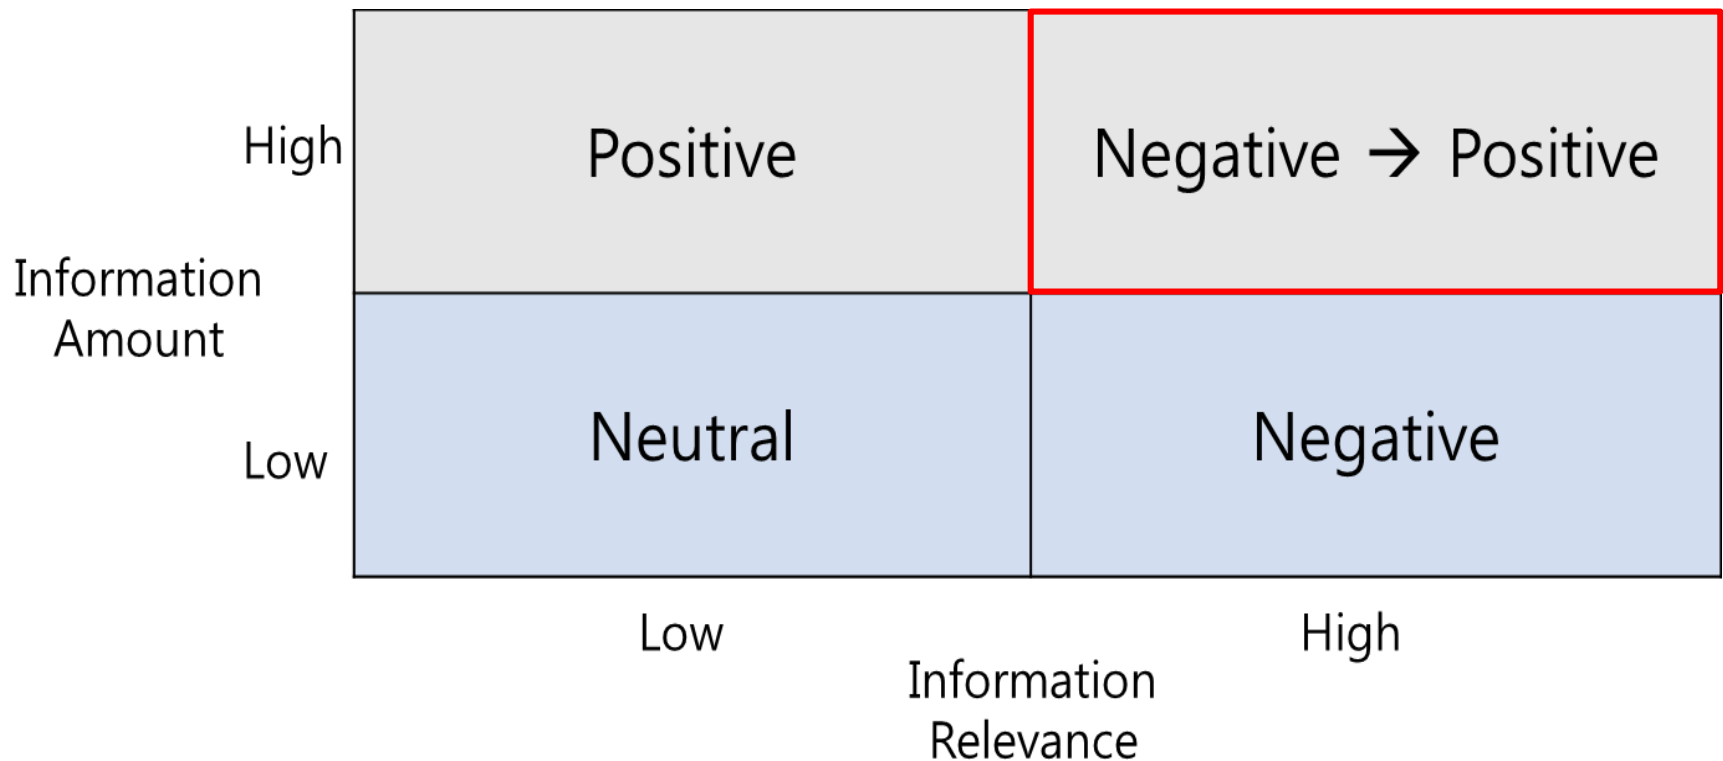 High
Positive
Negative → Positive
Information
Amount
Low
Neutral
Negative
Low
High
Information
Relevance